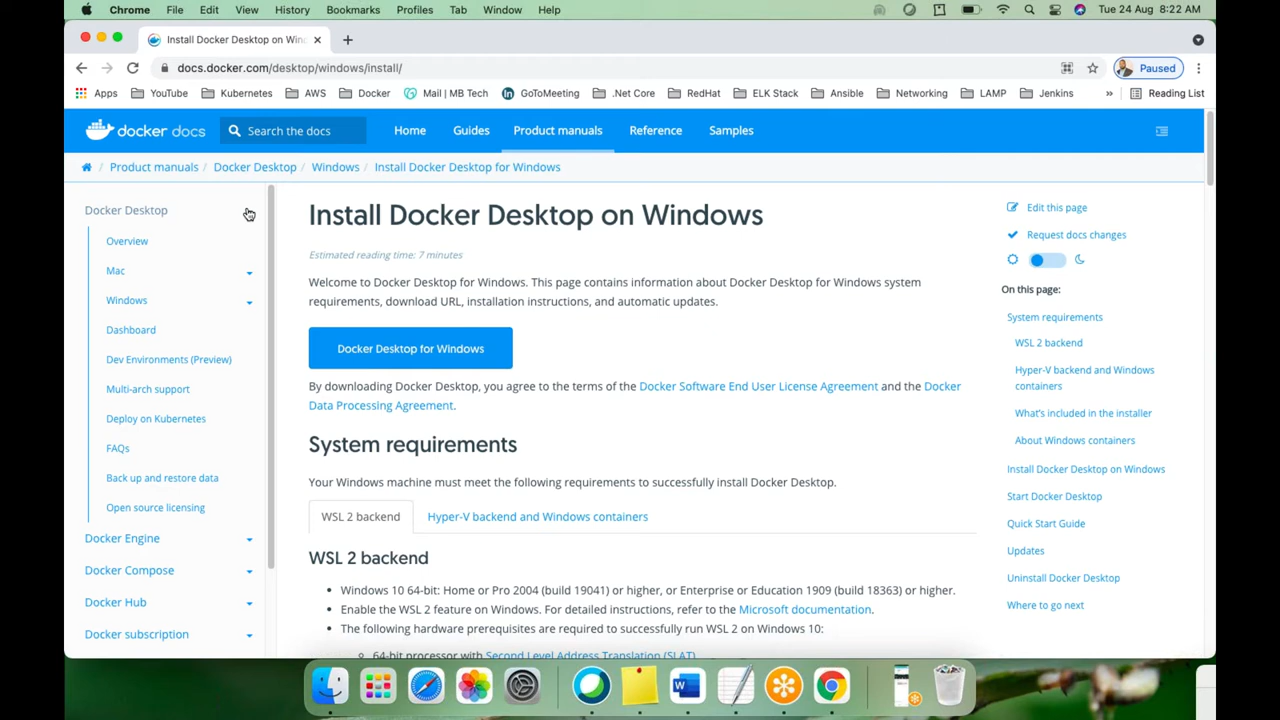 Chrome File Edit View History Bookmarks Profiles Tab Window Help Tue 24 Aug 8:22 AM
Install Docker Desktop on Win
docs.docker.com/desktop/windows/install/ Paused
Apps YouTube Kubernetes AWS Docker Mail | MB Tech GoToMeeting .Net Core RedHat ELK Stack Ansible Networking LAMP Jenkins » Reading List
docker docs Search the docs Home Guides Product manuals Reference Samples
/ Product manuals / Docker Desktop / Windows / Install Docker Desktop for Windows
Docker Desktop
Overview
Mac
Windows
Dashboard
Dev Environments (Preview)
Multi-arch support
Deploy on Kubernetes
FAQs
Back up and restore data
Open source licensing
Docker Engine
Docker Compose
Docker Hub
Docker subscription
Install Docker Desktop on Windows
Estimated reading time: 7 minutes
Welcome to Docker Desktop for Windows. This page contains information about Docker Desktop for Windows system
requirements, download URL, installation instructions, and automatic updates.
Docker Desktop for Windows
By downloading Docker Desktop, you agree to the terms of the Docker Software End User License Agreement and the Docker
Data Processing Agreement.
System requirements
Your Windows machine must meet the following requirements to successfully install Docker Desktop.
WSL 2 backend Hyper-V backend and Windows containers
WSL 2 backend
• Windows 10 64-bit: Home or Pro 2004 (build 19041) or higher, or Enterprise or Education 1909 (build 18363) or higher.
• Enable the WSL 2 feature on Windows. For detailed instructions, refer to the Microsoft documentation.
• The following hardware prerequisites are required to successfully run WSL 2 on Windows 10:
64-bit processor with Second Level Address Translation (SLAT)
Edit this page
Request docs changes
On this page:
System requirements
WSL 2 backend
Hyper-V backend and Windows
containers
What's included in the installer
About Windows containers
Install Docker Desktop on Windows
Start Docker Desktop
Quick Start Guide
Updates
Uninstall Docker Desktop
Where to go next